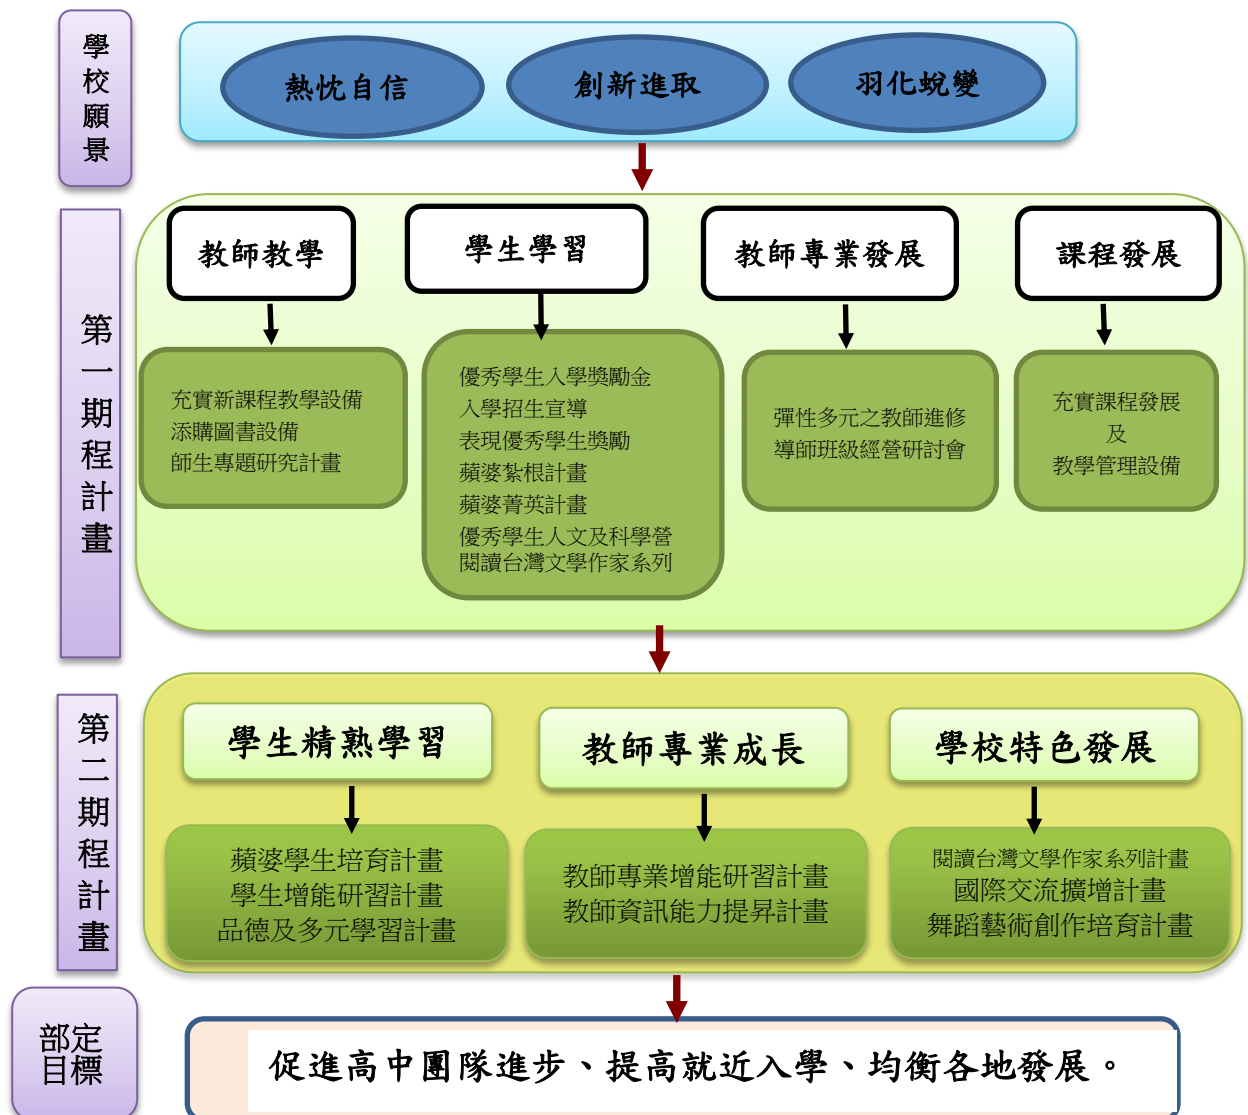 學校願景
熱忱自信
創新進取
羽化蛻變
第一期程計畫
教師教學
學生學習
教師專業發展
課程發展
充實新課程教學設備
添購圖書設備
師生專題研究計畫
優秀學生入學獎勵金
入學招生宣導
表現優秀學生獎勵
蘋婆紮根計畫
蘋婆菁英計畫
優秀學生人文及科學營
閱讀台灣文學作家系列
彈性多元之教師進修
導師班級經營研討會
充實課程發展
及
教學管理設備
第二期程計畫
學生精熟學習
教師專業成長
學校特色發展
蘋婆學生培育計畫
學生增能研習計畫
品德及多元學習計畫
教師專業增能研習計畫
教師資訊能力提昇計畫
閱讀台灣文學作家系列計畫
國際交流擴增計畫
舞蹈藝術創作培育計畫
部定
目標
促進高中團隊進步、提高就近入學、均衡各地發展。